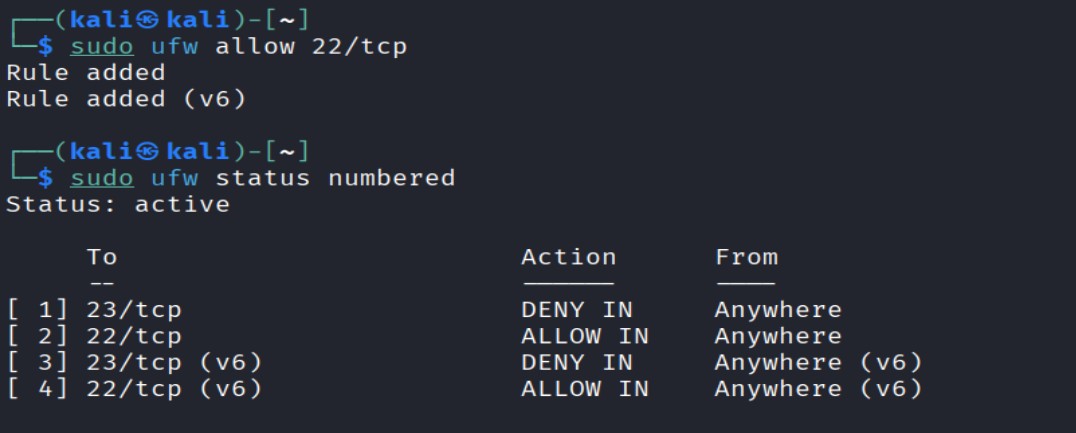 ┌──(kali㉿kali)-[~]
└─$ sudo ufw allow 22/tcp
Rule added
Rule added (v6)
┌──(kali㉿kali)-[~]
└─$ sudo ufw status numbered
Status: active
To Action From
-- ------ ----
[ 1] 23/tcp DENY IN Anywhere
[ 2] 22/tcp ALLOW IN Anywhere
[ 3] 23/tcp (v6) DENY IN Anywhere (v6)
[ 4] 22/tcp (v6) ALLOW IN Anywhere (v6)